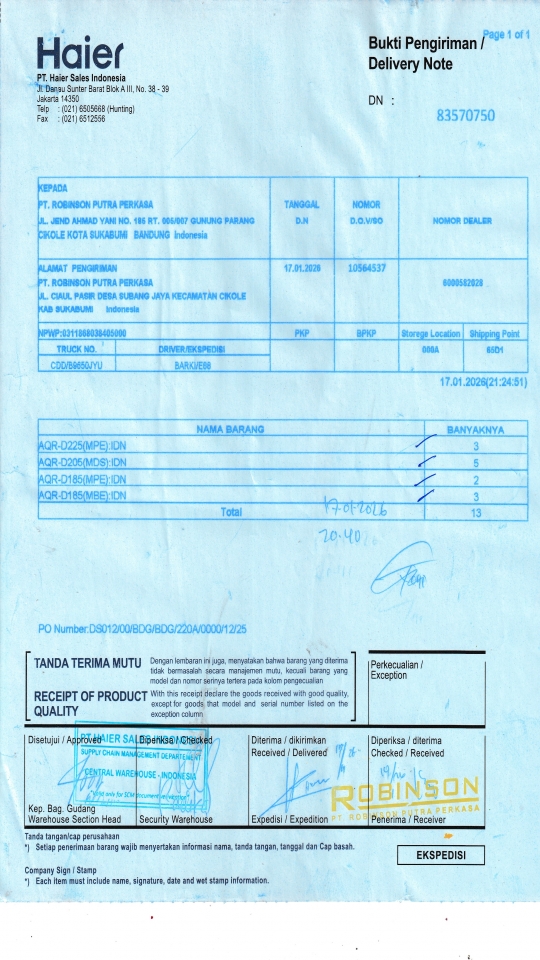 Page 1 of 1
Haier
Bukti Pengiriman /
Delivery Note
PT. Haier Sales Indonesia
Jl. Danau Sunter Barat Blok A III, No. 38 - 39
Jakarta 14350
Telp : (021) 6505668 (Hunting)
Fax : (021) 6512556
DN :
83570750
KEPADA
PT. ROBINSON PUTRA PERKASA
JL. JEND AHMAD YANI NO. 186 RT. 005/007 GUNUNG PARANG
CIKOLE KOTA SUKABUMI BANDUNG Indonesia
TANGGAL
D.N
NOMOR
D.O.V/SO
NOMOR DEALER
ALAMAT PENGIRIMAN
PT. ROBINSON PUTRA PERKASA
JL. CIAUL PASIR DESA SUBANG JAYA KECAMATAN CIKOLE
KAB SUKABUMI Indonesia
17.01.2026
10564537
6000582028
NPWP:0311868038405000
PKP
BPKP
Storege Location
Shipping Point
TRUCK NO.
DRIVER/EKSPEDISI
000A
65D1
CDD/B9650JYU
BARKI/E88
17.01.2026(21:24:51)
NAMA BARANG BANYAKNYA
AQR-D225(MPE):IDN 3
AQR-D205(MDS):IDN 5
AQR-D185(MPE):IDN 2
AQR-D185(MBE):IDN 3
Total 13
17-01-2026
20.40
PO Number:DS012/00/BDG/BDG/220A/0000/12/25
TANDA TERIMA MUTU
Dengan lembaran ini juga, menyatakan bahwa barang yang diterima
tidak bermasalah secara manajemen mutu, kecuali barang yang
model dan nomor serinya tertera pada kolom pengecualian
RECEIPT OF PRODUCT
QUALITY
With this receipt declare the goods received with good quality,
except for goods that model and serial number listed on the
exception column
Perkecualian /
Exception
Disetujui / Approved
Diperiksa / Checked
Diterima / dikirimkan
Received / Delivered
Diperiksa / diterima
Checked / Received
PT HAIER SALES INDONESIA
SUPPLY CHAIN MANAGEMENT DEPARTEMENT
CENTRAL WAREHOUSE - INDONESIA
ROBINSON
PT. ROBINSON PUTRA PERKASA
Kep. Bag. Gudang
Warehouse Section Head
Security Warehouse
Expedisi / Expedition
Penerima / Receiver
Tanda tangan/cap perusahaan
*) Setiap penerimaan barang wajib menyertakan informasi nama, tanda tangan, tanggal dan Cap basah.
EKSPEDISI
Company Sign / Stamp
*) Each item must include name, signature, date and wet stamp information.